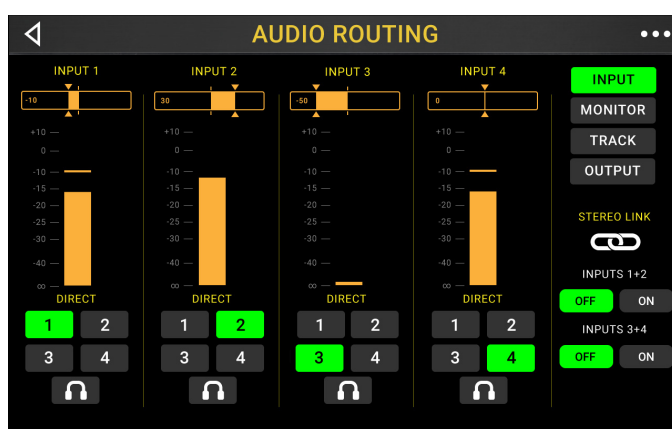 AUDIO ROUTING
INPUT 1
-10
+10
0
-10
-15
-20
-25
-30
-40
∞
DIRECT
1 2
3 4
INPUT 2
30
+10
0
-10
-15
-20
-25
-30
-40
∞
DIRECT
1 2
3 4
INPUT 3
-50
+10
0
-10
-15
-20
-25
-30
-40
∞
DIRECT
1 2
3 4
INPUT 4
0
+10
0
-10
-15
-20
-25
-30
-40
∞
DIRECT
1 2
3 4
INPUT
MONITOR
TRACK
OUTPUT
STEREO LINK
INPUTS 1+2
OFF ON
INPUTS 3+4
OFF ON